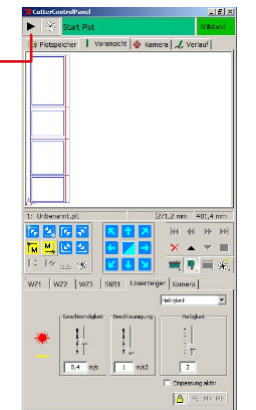 CutterControlPanel
Start Plot Stillstand
Plotspeicher Voransicht Kamera Verlauf
1: Unbenannt.plt 271,2 mm 481,4 mm
WZ1 WZ2 WZ3 Stift1 Laserzeiger Kamera
Helligkeit
Geschwindigkeit Beschleunigung Helligkeit
0,4 m/s 1 m/s2 2
Einpassung aktiv